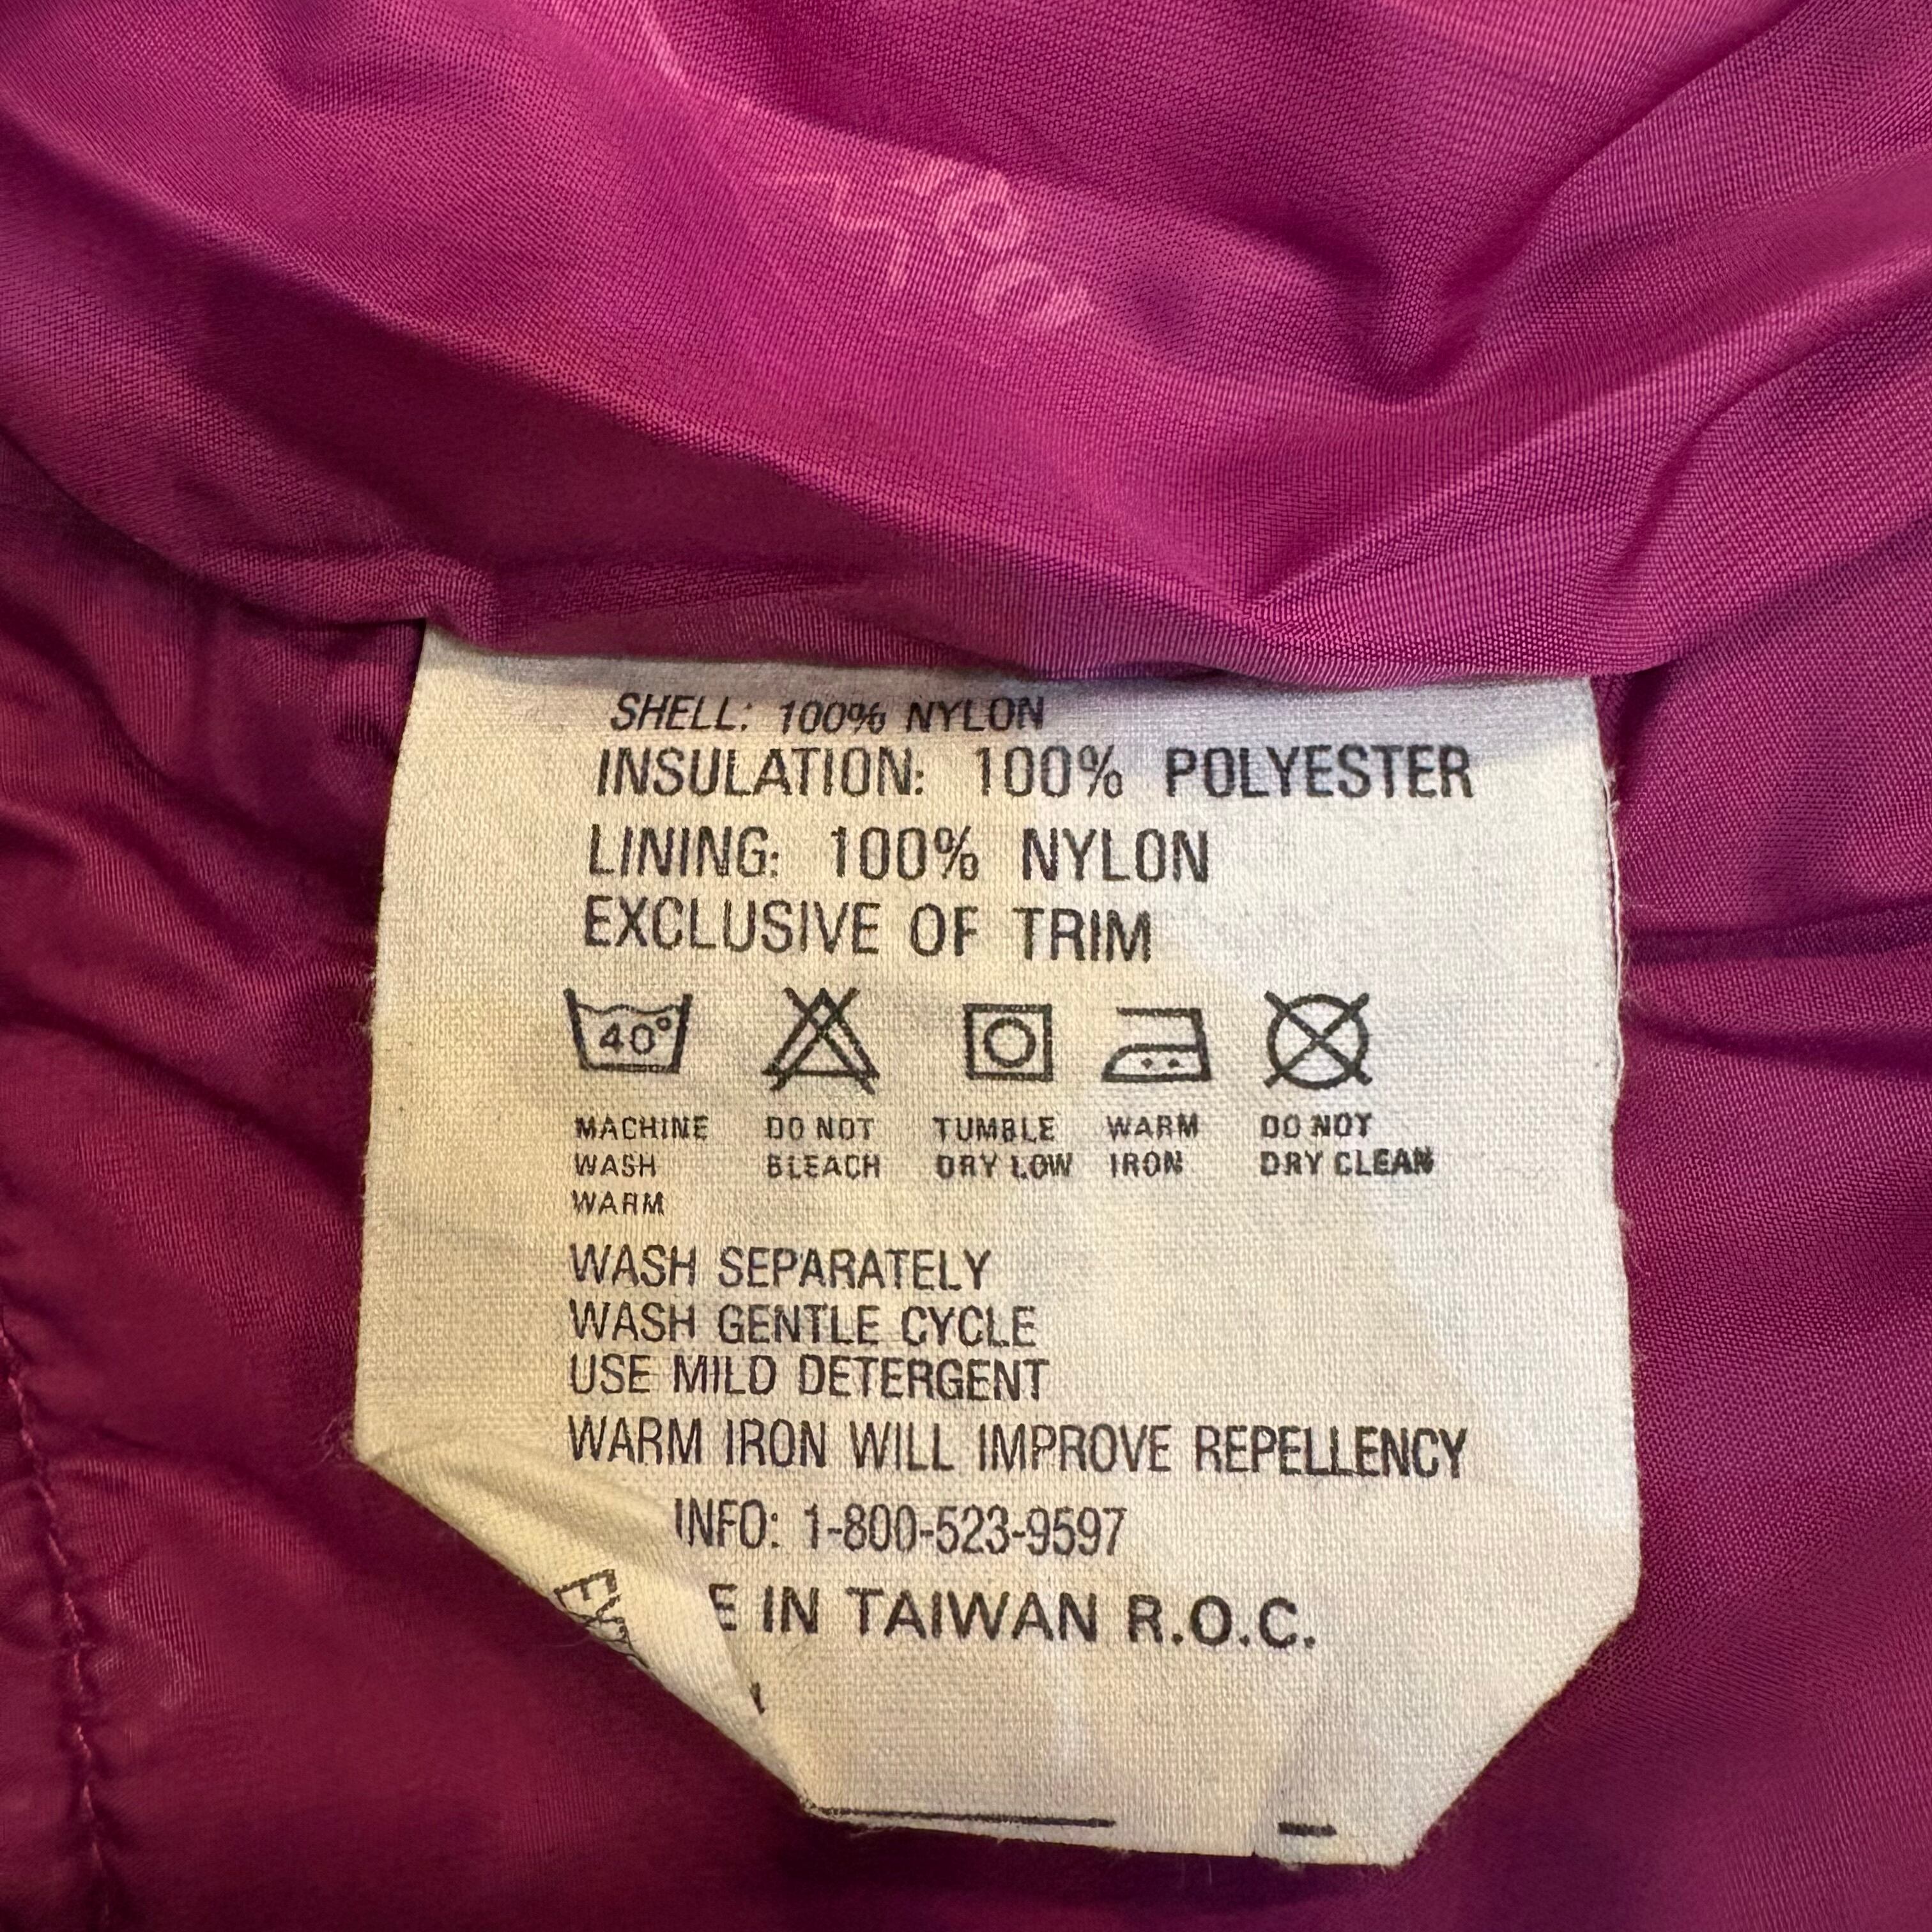 SHELL: 100% NYLON
INSULATION: 100% POLYESTER
LINING: 100% NYLON
EXCLUSIVE OF TRIM
40°
MACHINE WASH WARM
DO NOT BLEACH
TUMBLE DRY LOW
WARM IRON
DO NOT DRY CLEAN
WASH SEPARATELY
WASH GENTLE CYCLE
USE MILD DETERGENT
WARM IRON WILL IMPROVE REPELLENCY
INFO: 1-800-523-9597
E IN TAIWAN R.O.C.